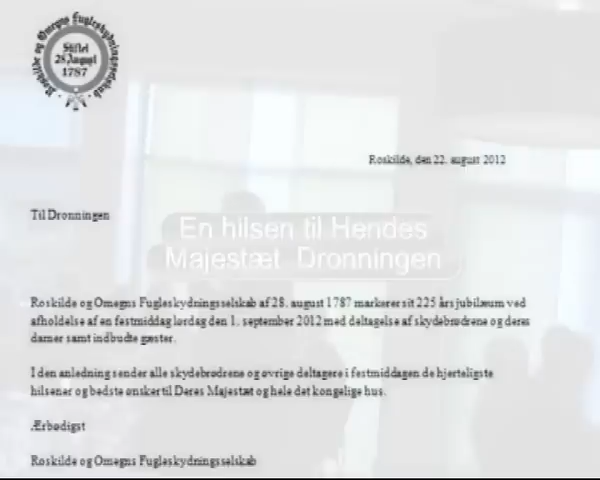 Roskilde og Omegns Fugleskydningsselskab
Stiftet
28 August
1787
Roskilde, den 22. august 2012
Til Dronningen
En hilsen til Hendes
Majestæt Dronningen
Roskilde og Omegns Fugleskydningsselskab af 28. august 1787 markerer sit 225 års jubilæum ved
afholdelse af en festmiddag lørdag den 1. september 2012 med deltagelse af skydebrødrene og deres
damer samt indbudte gæster.
I den anledning sender alle skydebrødrene og øvrige deltagere i festmiddagen de hjerteligste
hilsener og bedste ønsker til Deres Majestæt og hele det kongelige hus.
Ærbødigst
Roskilde og Omegns Fugleskydningsselskab